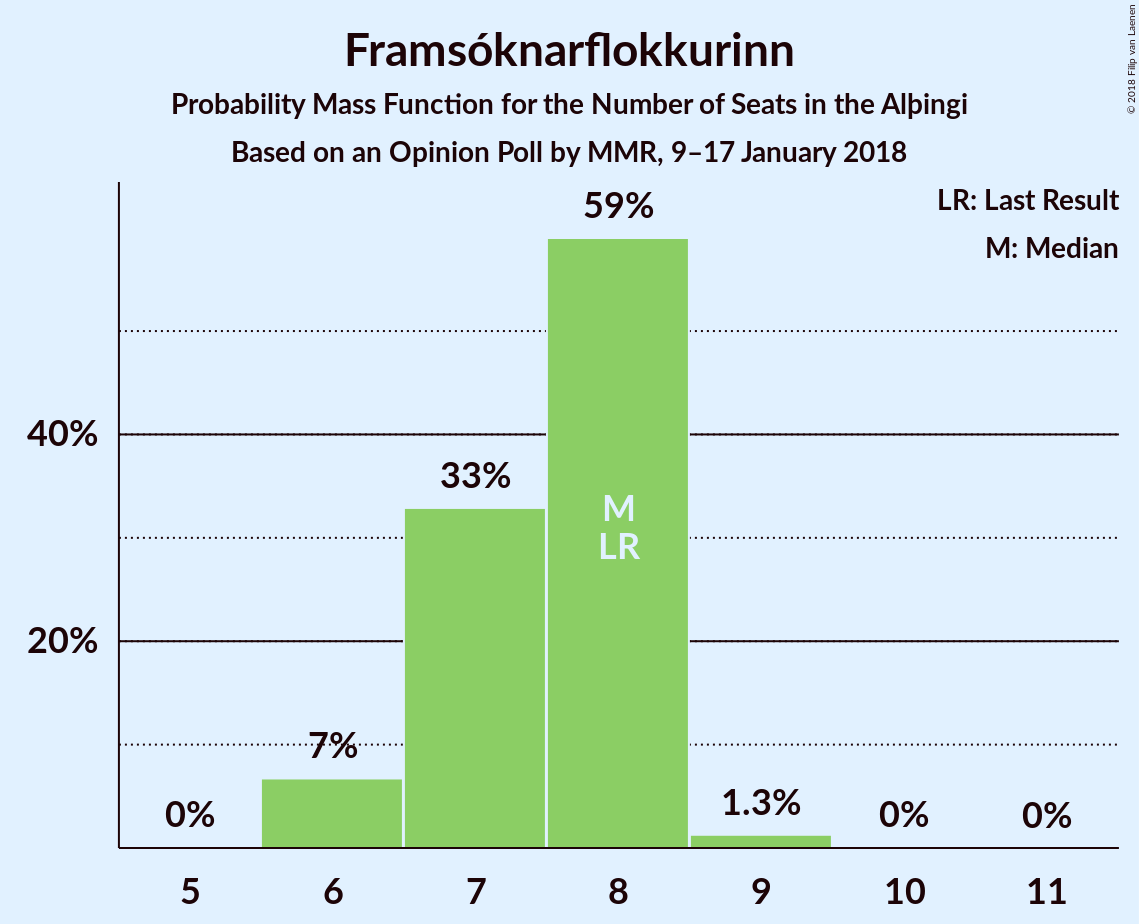 Framsóknarflokkurinn
Probability Mass Function for the Number of Seats in the Alþingi
Based on an Opinion Poll by MMR, 9–17 January 2018
© 2018 Filip van Laenen
LR: Last Result
M: Median
59%
40%
33%
M
LR
20%
7%
0%
1.3%
0%
0%
5 6 7 8 9 10 11